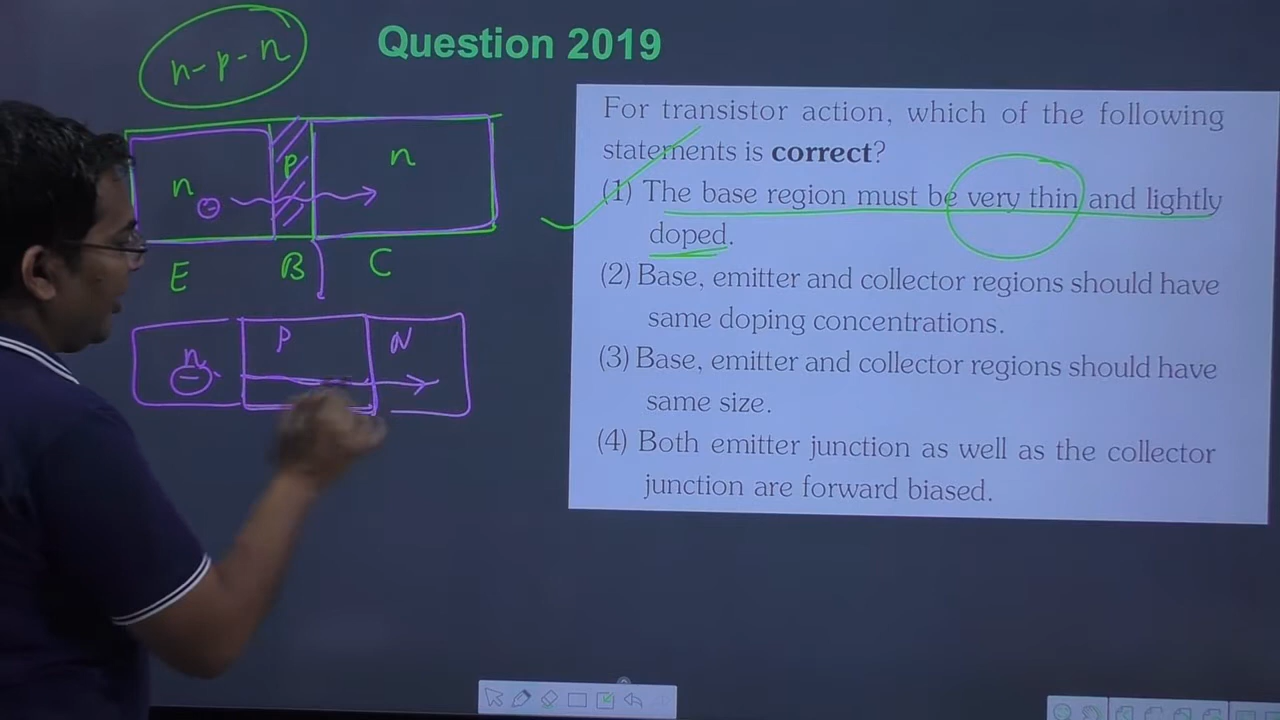 n-p-n
Question 2019
n
p
n
E
B
C
n
P
N
For transistor action, which of the following
statements is correct?
(1) The base region must be very thin and lightly
doped.
(2) Base, emitter and collector regions should have
same doping concentrations.
(3) Base, emitter and collector regions should have
same size.
(4) Both emitter junction as well as the collector
junction are forward biased.